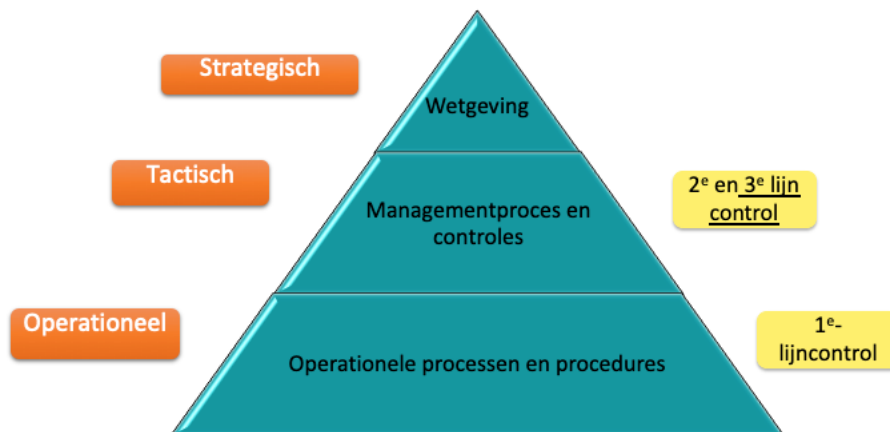 Strategisch
Wetgeving
Tactisch
Managementproces en
controles
2e en 3e lijn
control
Operationeel
Operationele processen en procedures
1e-
lijncontrol